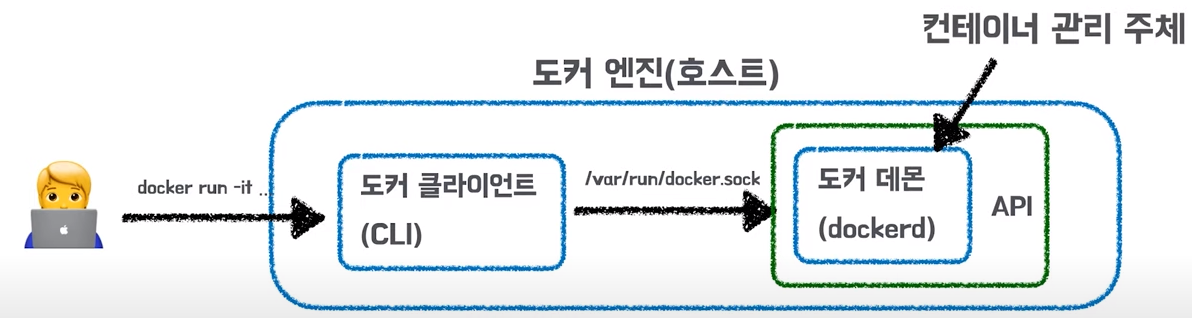 컨테이너 관리 주체
도커 엔진(호스트)
docker run -it ..
도커 클라이언트
(CLI)
/var/run/docker.sock
도커 데몬
(dockerd)
API